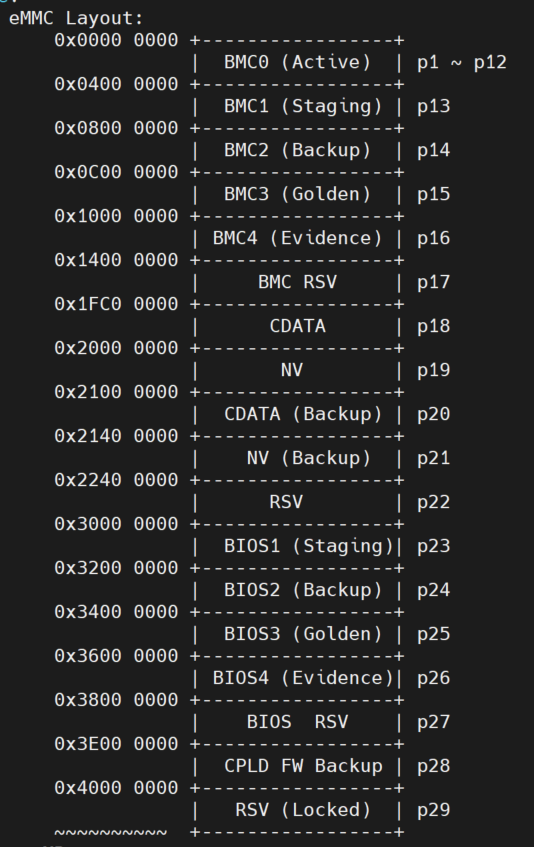 eMMC Layout:
    0x0000 0000 +-----------------+
                |  BMC0 (Active)  | p1 ~ p12
    0x0400 0000 +-----------------+
                |  BMC1 (Staging) | p13
    0x0800 0000 +-----------------+
                |  BMC2 (Backup)  | p14
    0x0C00 0000 +-----------------+
                |  BMC3 (Golden)  | p15
    0x1000 0000 +-----------------+
                | BMC4 (Evidence) | p16
    0x1400 0000 +-----------------+
                |     BMC RSV     | p17
    0x1FC0 0000 +-----------------+
                |      CDATA      | p18
    0x2000 0000 +-----------------+
                |       NV        | p19
    0x2100 0000 +-----------------+
                |  CDATA (Backup) | p20
    0x2140 0000 +-----------------+
                |    NV (Backup)  | p21
    0x2240 0000 +-----------------+
                |      RSV        | p22
    0x3000 0000 +-----------------+
                |  BIOS1 (Staging)| p23
    0x3200 0000 +-----------------+
                |  BIOS2 (Backup) | p24
    0x3400 0000 +-----------------+
                |  BIOS3 (Golden) | p25
    0x3600 0000 +-----------------+
                | BIOS4 (Evidence)| p26
    0x3800 0000 +-----------------+
                |    BIOS  RSV    | p27
    0x3E00 0000 +-----------------+
                |  CPLD FW Backup | p28
    0x4000 0000 +-----------------+
                |   RSV (Locked)  | p29
    ~~~~~~~~~~  +-----------------+